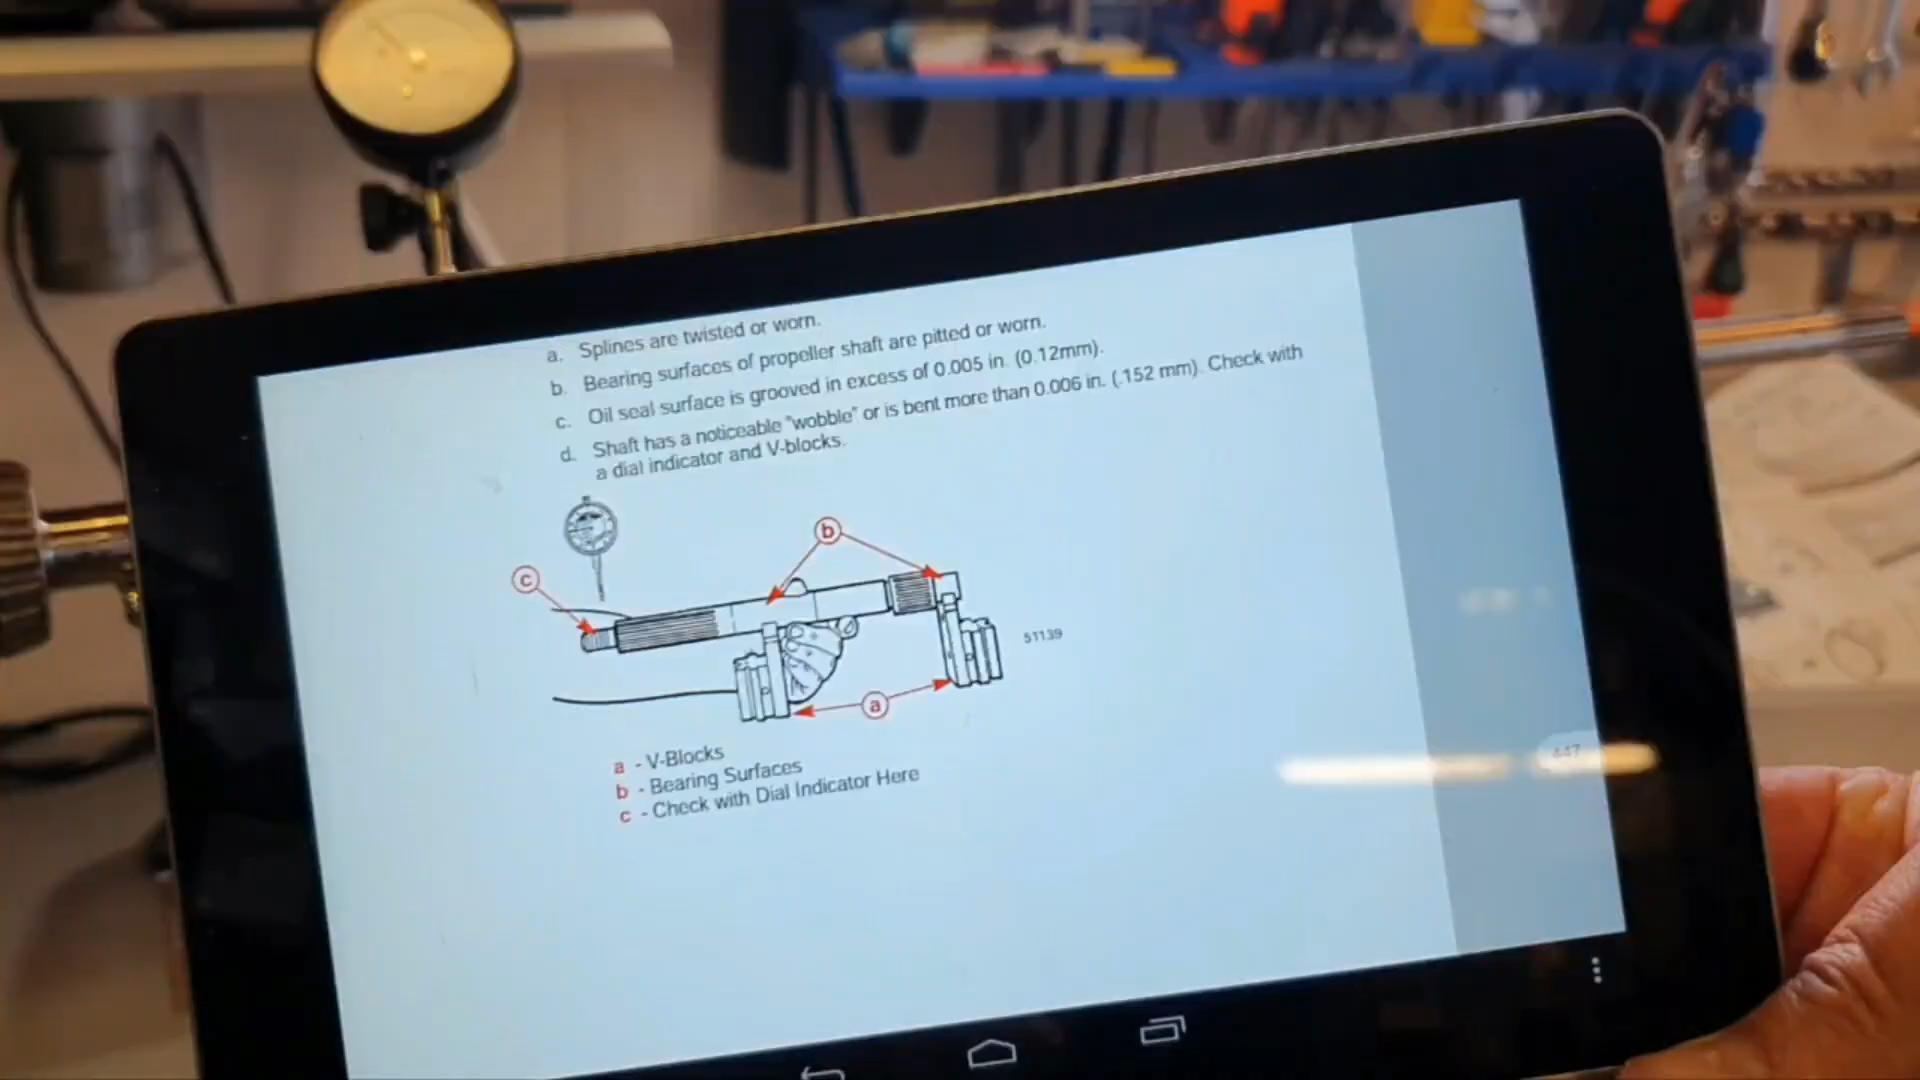 a. Splines are twisted or worn.
b. Bearing surfaces of propeller shaft are pitted or worn.
c. Oil seal surface is grooved in excess of 0.005 in. (0.12mm).
d. Shaft has a noticeable "wobble" or is bent more than 0.006 in. (.152 mm). Check with
a dial indicator and V-blocks.
b
c
51139
a
a - V-Blocks
b - Bearing Surfaces
c - Check with Dial Indicator Here
447